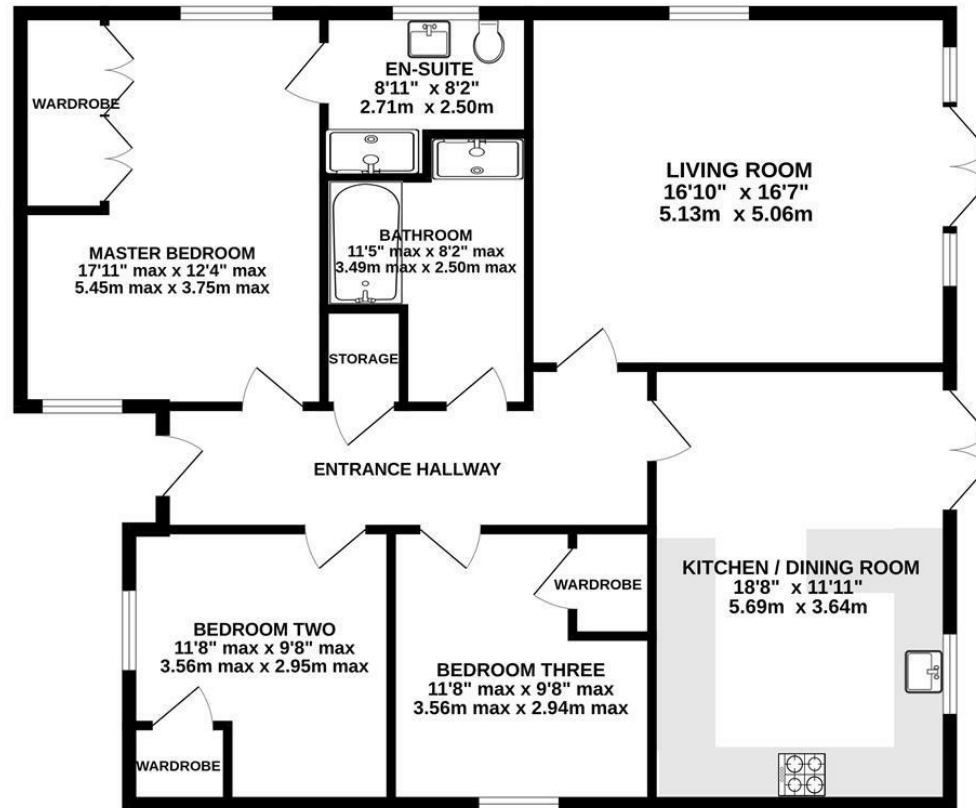 WARDROBE
EN-SUITE
8'11" x 8'2"
2.71m x 2.50m
LIVING ROOM
16'10" x 16'7"
5.13m x 5.06m
MASTER BEDROOM
17'11" max x 12'4" max
5.45m max x 3.75m max
BATHROOM
11'5" max x 8'2" max
3.49m max x 2.50m max
STORAGE
ENTRANCE HALLWAY
KITCHEN / DINING ROOM
18'8" x 11'11"
5.69m x 3.64m
WARDROBE
BEDROOM TWO
11'8" max x 9'8" max
3.56m max x 2.95m max
BEDROOM THREE
11'8" max x 9'8" max
3.56m max x 2.94m max
WARDROBE